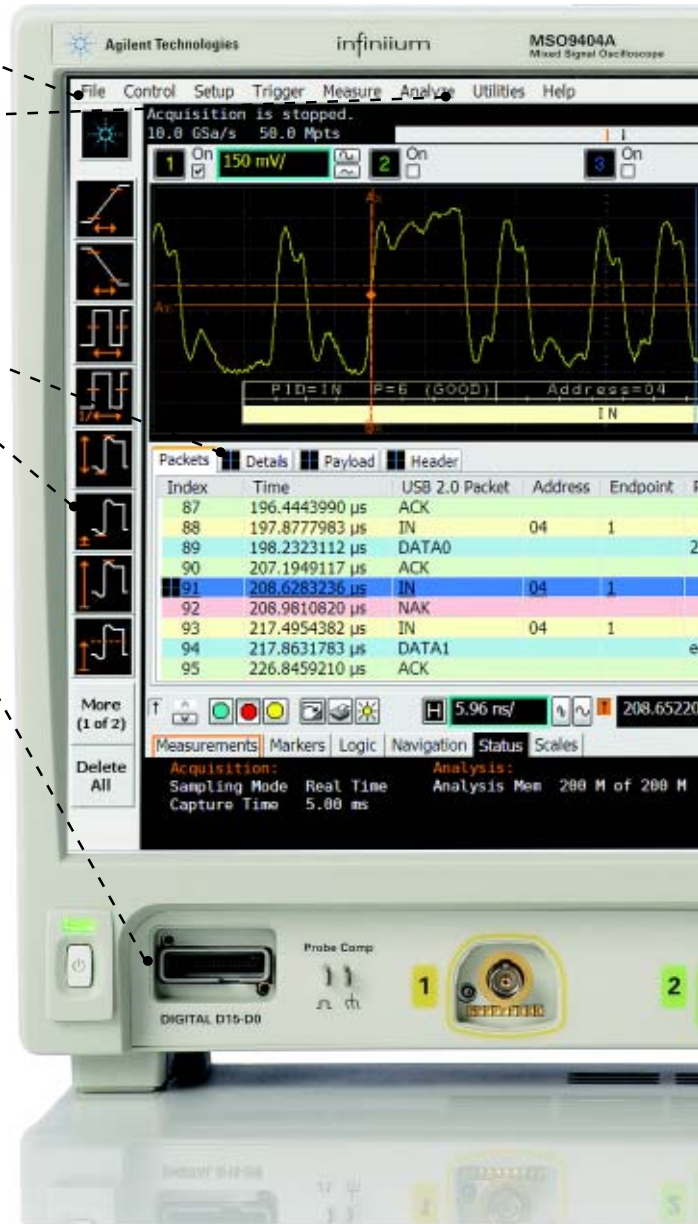 Agilent Technologies infiniium MSO9404A
Mixed Signal Oscilloscope
File Control Setup Trigger Measure Analyze Utilities Help
Acquisition is stopped.
10.0 GSa/s 50.0 Mpts
1 On 150 mV/ 2 On 3 On
Ax
Ax
PID=IN P=6 (GOOD) Address=04
IN
Packets Details Payload Header
Index Time USB 2.0 Packet Address Endpoint P
87 196.4443990 µs ACK
88 197.8777983 µs IN 04 1
89 198.2323112 µs DATA0 2
90 207.1949117 µs ACK
91 208.6283236 µs IN 04 1
92 208.9810820 µs NAK
93 217.4954382 µs IN 04 1
94 217.8631783 µs DATA1 e
95 226.8459210 µs ACK
More
(1 of 2)
H 5.96 ns/ 208.65220
Measurements Markers Logic Navigation Status Scales
Delete
All
Acquisition: Analysis:
Sampling Mode Real Time Analysis Mem 200 M of 200 M
Capture Time 5.00 ms
Probe Comp
1 2
DIGITAL D15-D0